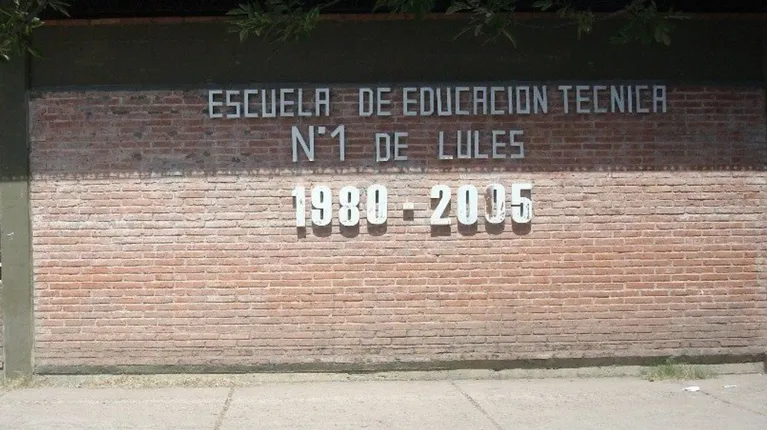 ESCUELA DE EDUCACION TECNICA
N°1 DE LULES
1980 - 2005